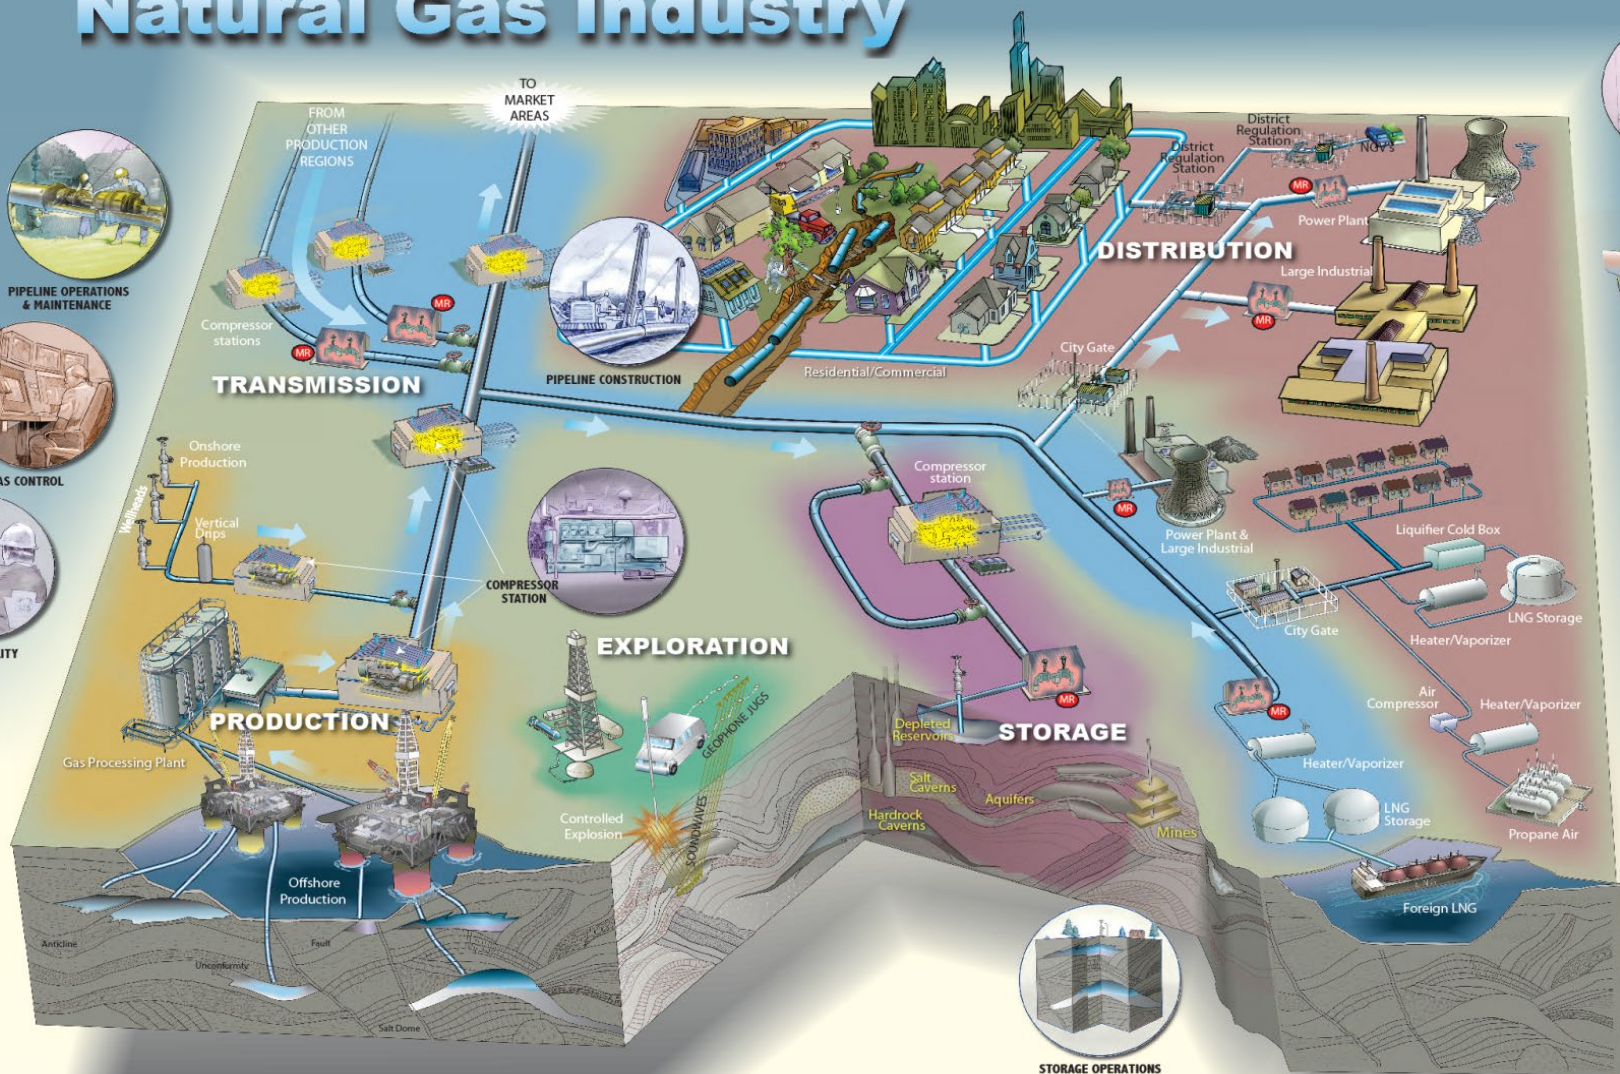 Natural Gas Industry
TO
MARKET
AREAS
FROM
OTHER
PRODUCTION
REGIONS
District
Regulation
Station
District
Regulation
Station
NGV's
MR
Power Plant
DISTRIBUTION
Large Industrial
MR
PIPELINE OPERATIONS
& MAINTENANCE
Compressor
stations
MR
MR
TRANSMISSION
PIPELINE CONSTRUCTION
Residential/Commercial
City Gate
Onshore
Production
Wellheads
Vertical
Drips
AS CONTROL
Compressor
station
MR
Power Plant &
Large Industrial
Liquifier Cold Box
LNG Storage
Heater/Vaporizer
City Gate
COMPRESSOR
STATION
LITY
EXPLORATION
PRODUCTION
Gas Processing Plant
GEOPHONE JUGS
Controlled
Explosion
SOUNDWAVES
MR
Depleted
Reservoirs
STORAGE
Salt
Caverns
Aquifers
Hardrock
Caverns
Mines
MR
Heater/Vaporizer
LNG
Storage
Air
Compressor
Heater/Vaporizer
Propane Air
Foreign LNG
Offshore
Production
Anticline
Fault
Unconformity
Salt Dome
STORAGE OPERATIONS